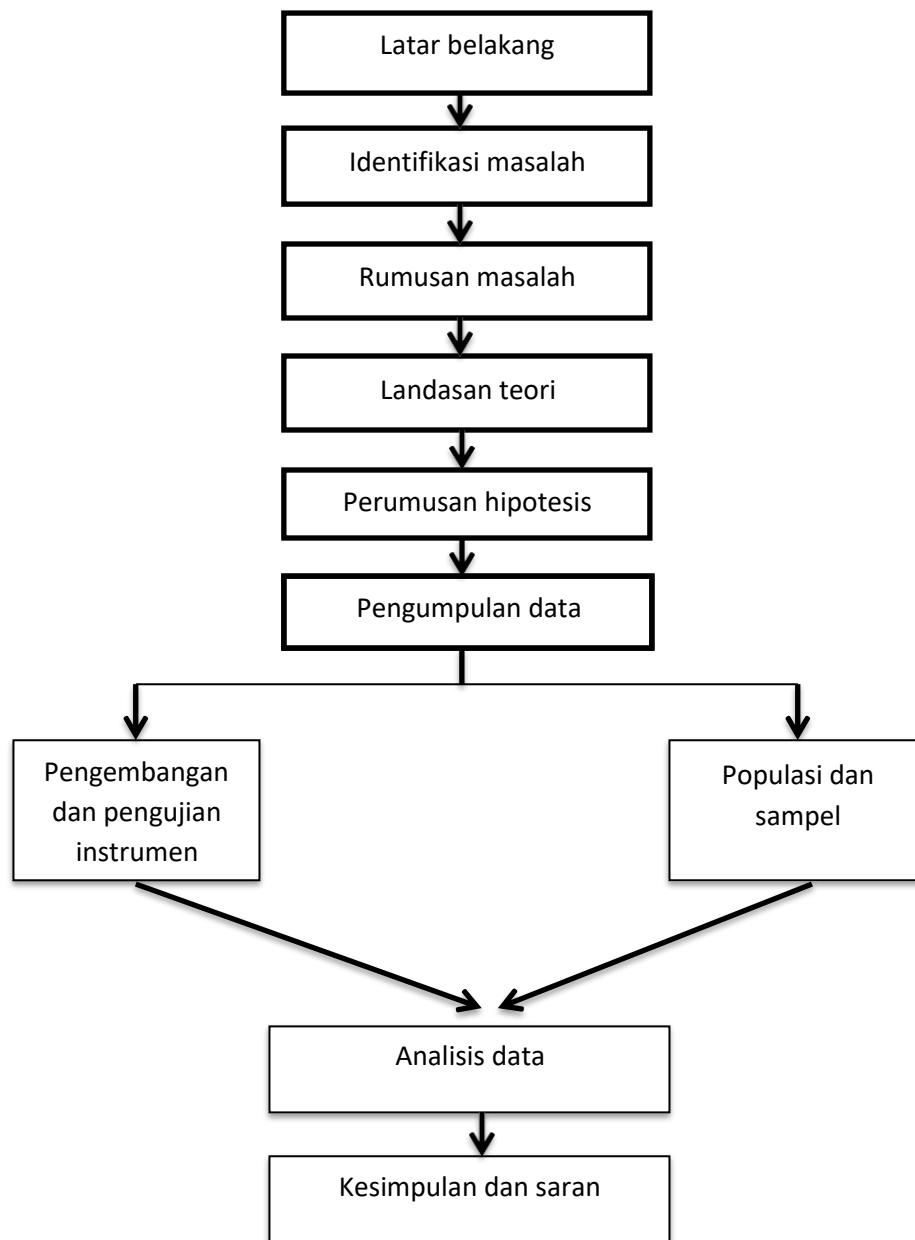 Latar belakang
Identifikasi masalah
Rumusan masalah
Landasan teori
Perumusan hipotesis
Pengumpulan data
Pengembangan
dan pengujian
instrumen
Populasi dan
sampel
Analisis data
Kesimpulan dan saran